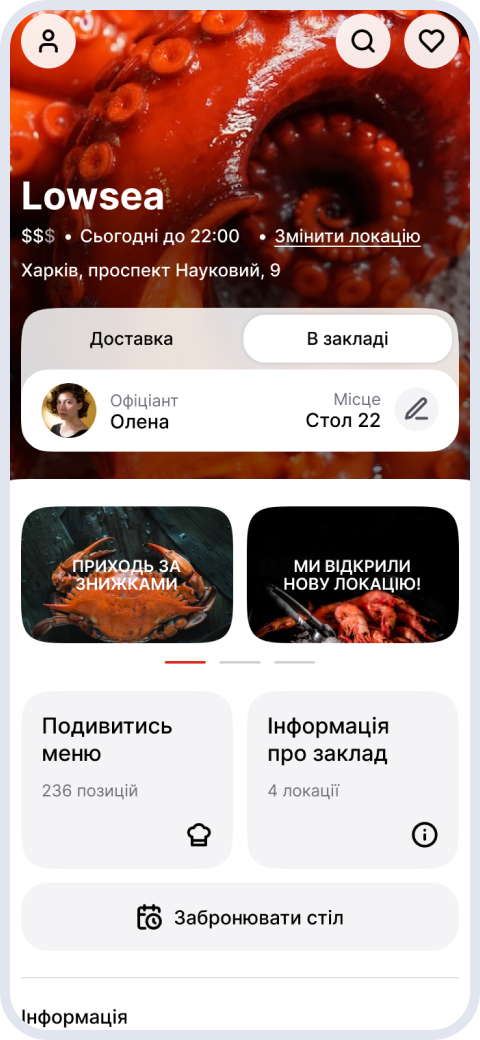 Lowsea
$$$ • Сьогодні до 22:00 • Змінити локацію
Харків, проспект Науковий, 9
Доставка
В закладі
Офіціант
Олена
Місце
Стол 22
ПРИХОДЬ ЗА
ЗНИЖКАМИ
МИ ВІДКРИЛИ
НОВУ ЛОКАЦІЮ!
Подивитись
меню
236 позицій
Інформація
про заклад
4 локації
Забронювати стіл
Інформація